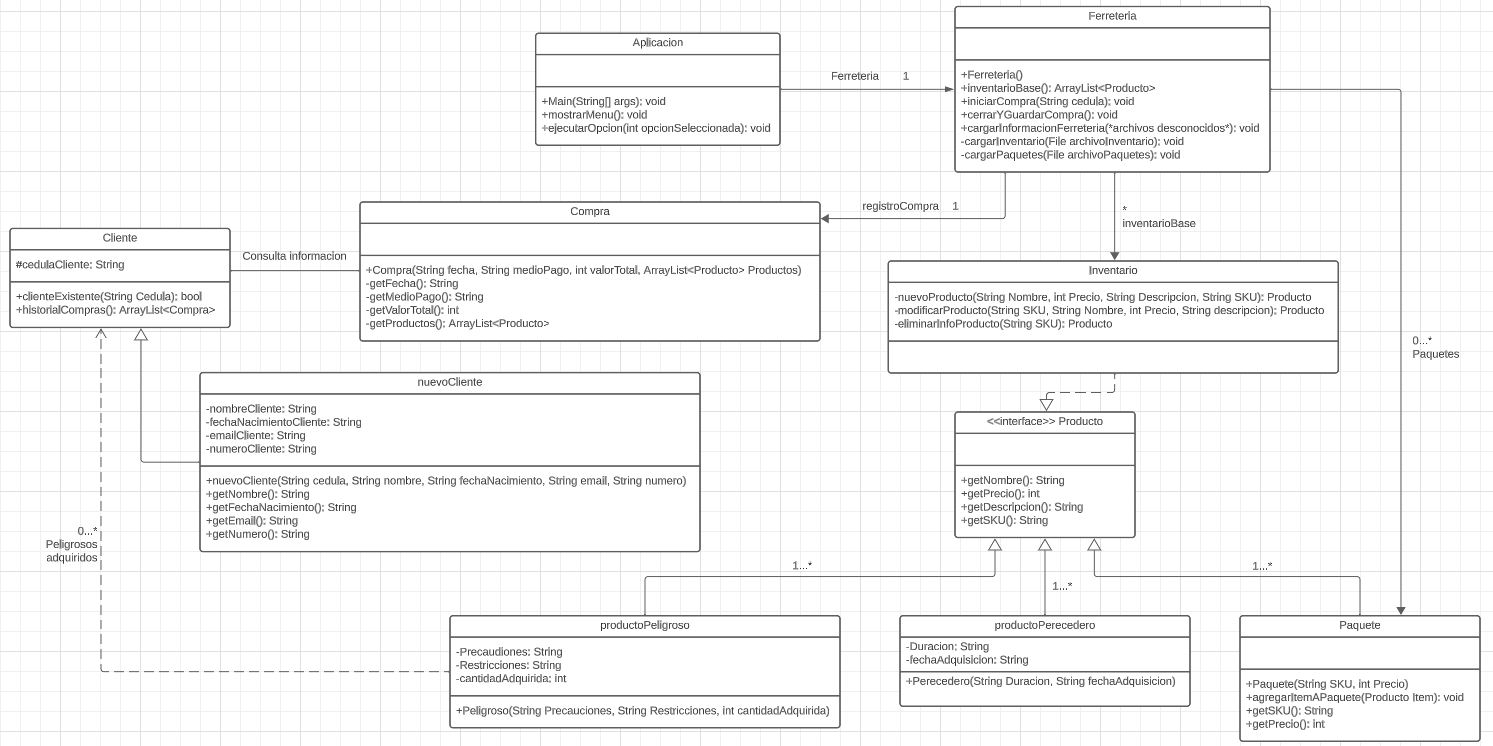 Ferretería
+Ferreteria()
+inventarioBase(): ArrayList<Producto>
+iniciarCompra(String cedula): void
+cerrarYGuardarCompra(): void
+cargarInformacionFerreteria(*archivos desconocidos*): void
-cargarInventario(File archivoInventario): void
-cargarPaquetes(File archivoPaquetes): void
Aplicacion
+Main(String[] args): void
+mostrarMenu(): void
+ejecutarOpcion(int opcionSeleccionada): void
Ferreteria 1
registroCompra 1
*
inventarioBase
0...*
Paquetes
Compra
+Compra(String fecha, String medioPago, int valorTotal, ArrayList<Producto> Productos)
-getFecha(): String
-getMedioPago(): String
-getValorTotal(): int
-getProductos(): ArrayList<Producto>
Cliente
#cedulaCliente: String
+clienteExistente(String Cedula): bool
+historialCompras(): ArrayList<Compra>
Consulta informacion
Inventario
-nuevoProducto(String Nombre, int Precio, String Descripcion, String SKU): Producto
-modificarProducto(String SKU, String Nombre, int Precio, String descripcion): Producto
-eliminarInfoProducto(String SKU): Producto
nuevoCliente
-nombreCliente: String
-fechaNacimientoCliente: String
-emailCliente: String
-numeroCliente: String
+nuevoCliente(String cedula, String nombre, String fechaNacimiento, String email, String numero)
+getNombre(): String
+getFechaNacimiento(): String
+getEmail(): String
+getNumero(): String
<<interface>> Producto
+getNombre(): String
+getPrecio(): int
+getDescripcion(): String
+getSKU(): String
0...*
Peligrosos
adquiridos
1...*
1...*
1...*
productoPeligroso
-Precaudiones: String
-Restricciones: String
-cantidadAdquirida: int
+Peligroso(String Precauciones, String Restricciones, int cantidadAdquirida)
productoPerecedero
-Duracion: String
-fechaAdquisicion: String
+Perecedero(String Duracion, String fechaAdquisicion)
Paquete
+Paquete(String SKU, int Precio)
+agregarItemAPaquete(Producto Item): void
+getSKU(): String
+getPrecio(): int